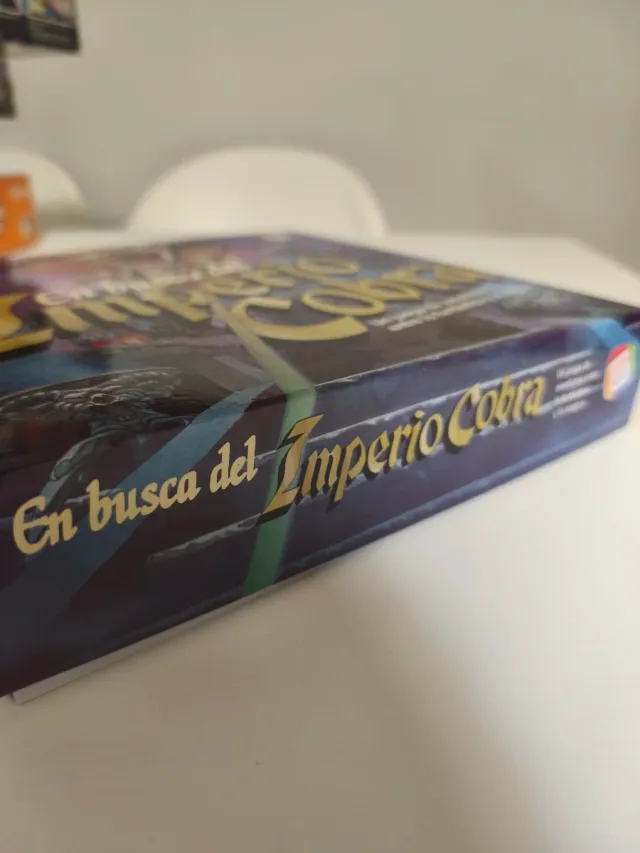 En busca del
Imperio Cobra
En busca del Imperio Cobra